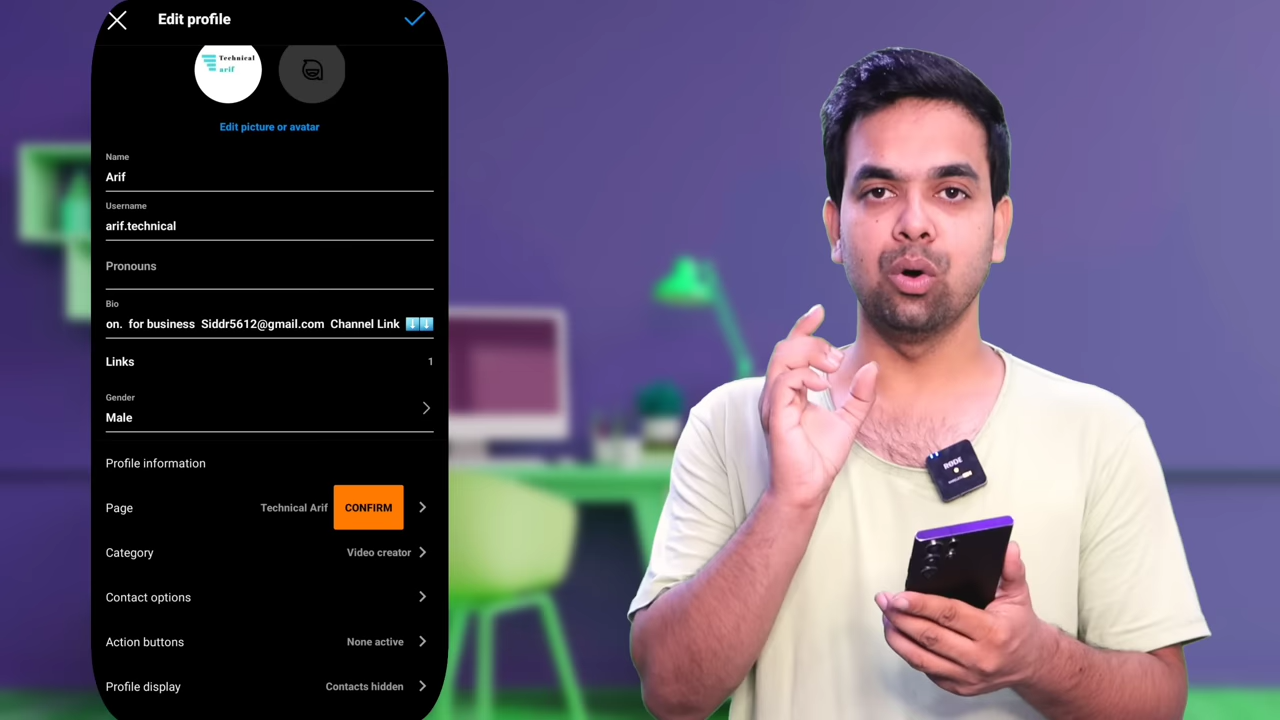 Edit profile
Technical
arif
Edit picture or avatar
Name
Arif
Username
arif.technical
Pronouns
Bio
on. for business Siddr5612@gmail.com Channel Link ⬇️⬇️
Links 1
Gender
Male
Profile information
Page Technical Arif CONFIRM
Category Video creator
Contact options
Action buttons None active
Profile display Contacts hidden
RODE